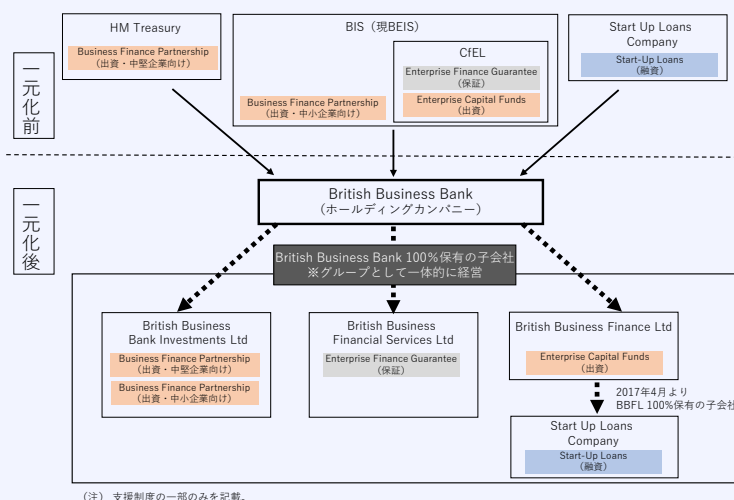 一元化前
HM Treasury
Business Finance Partnership
（出資・中堅企業向け）
BIS（現BEIS）
Business Finance Partnership
（出資・中小企業向け）
CfEL
Enterprise Finance Guarantee
（保証）
Enterprise Capital Funds
（出資）
Start Up Loans
Company
Start-Up Loans
（融資）
一元化後
British Business Bank
（ホールディングカンパニー）
British Business Bank 100%保有の子会社
※グループとして一体的に経営
British Business
Bank Investments Ltd
Business Finance Partnership
（出資・中堅企業向け）
Business Finance Partnership
（出資・中小企業向け）
British Business
Financial Services Ltd
Enterprise Finance Guarantee
（保証）
British Business Finance Ltd
Enterprise Capital Funds
（出資）
2017年4月より
BBFL 100%保有の子会社
Start Up Loans
Company
Start-Up Loans
（融資）
（注） 支援制度の一部のみを記載。